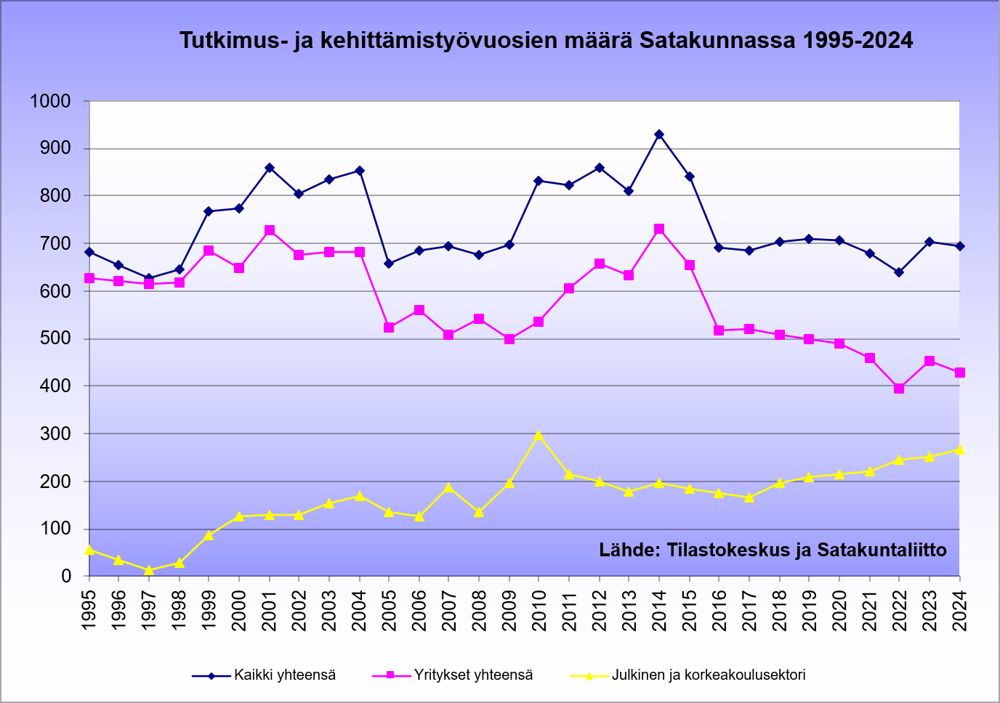 Tutkimus- ja kehittämistyövuosien määrä Satakunnassa 1995-2024
1000
900
800
700
600
500
400
300
200
100
0
Lähde: Tilastokeskus ja Satakuntaliitto
1995 1996 1997 1998 1999 2000 2001 2002 2003 2004 2005 2006 2007 2008 2009 2010 2011 2012 2013 2014 2015 2016 2017 2018 2019 2020 2021 2022 2023 2024
Kaikki yhteensä Yritykset yhteensä Julkinen ja korkeakoulusektori